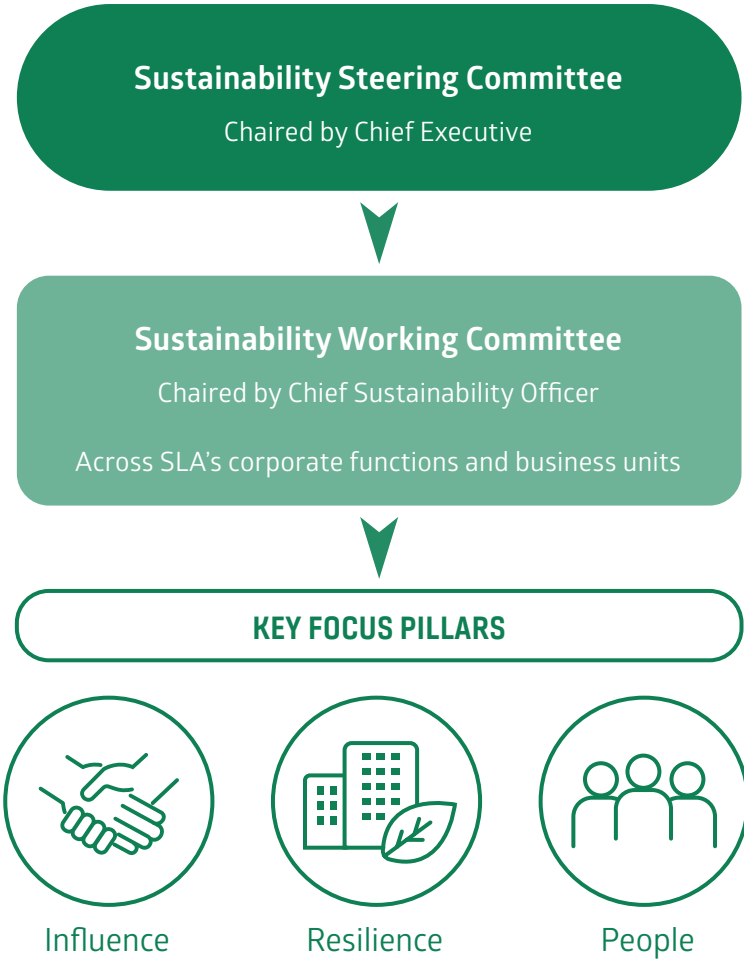 Sustainability Steering Committee
Chaired by Chief Executive
Sustainability Working Committee
Chaired by Chief Sustainability Officer
Across SLA's corporate functions and business units
KEY FOCUS PILLARS
Influence
Resilience
People